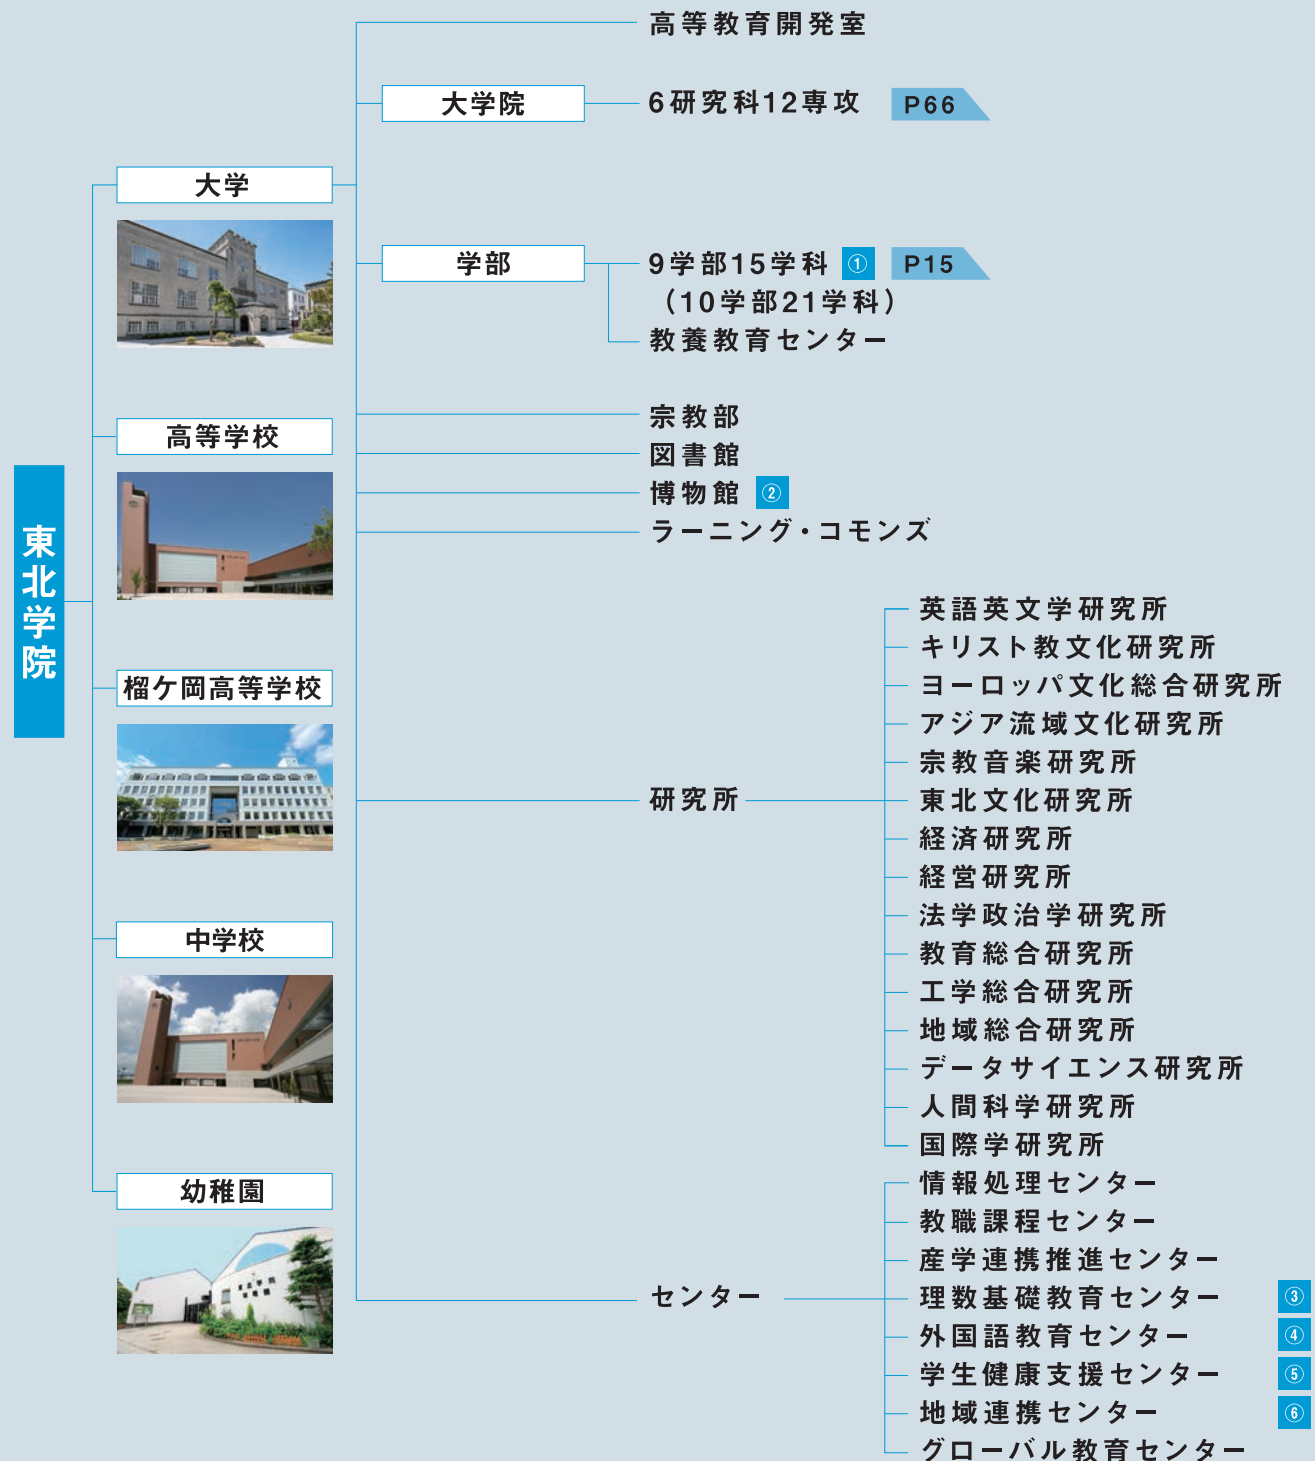 東北学院
大学
高等学校
榴ケ岡高等学校
中学校
幼稚園
高等教育開発室
大学院
6研究科12専攻 P66
学部
9学部15学科 ① P15
（10学部21学科）
教養教育センター
宗教部
図書館
博物館 ②
ラーニング・コモンズ
研究所
英語英文学研究所
キリスト教文化研究所
ヨーロッパ文化総合研究所
アジア流域文化研究所
宗教音楽研究所
東北文化研究所
経済研究所
経営研究所
法学政治学研究所
教育総合研究所
工学総合研究所
地域総合研究所
データサイエンス研究所
人間科学研究所
国際学研究所
センター
情報処理センター
教職課程センター
産学連携推進センター
理数基礎教育センター ③
外国語教育センター ④
学生健康支援センター ⑤
地域連携センター ⑥
グローバル教育センター